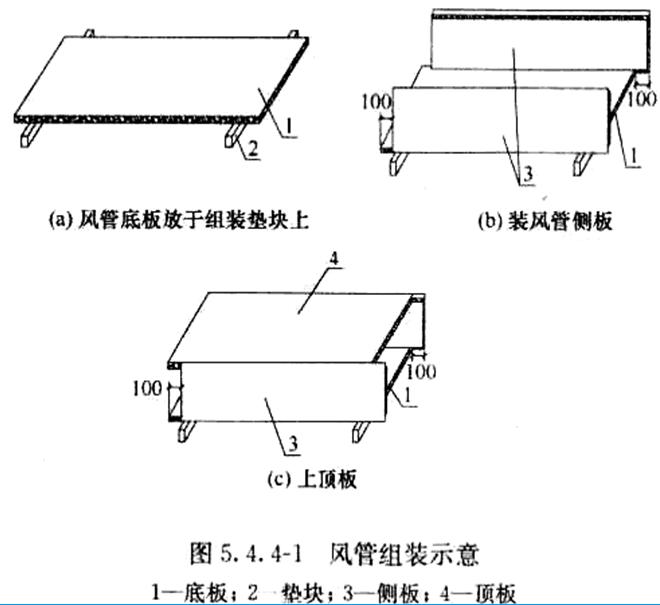 1
2
(a) 风管底板放于组装垫块上
100
100
1
3
(b) 装风管侧板
4
100
100
1
3
(c) 上顶板
图 5.4.4-1 风管组装示意
1—底板；2—垫块；3—侧板；4—顶板